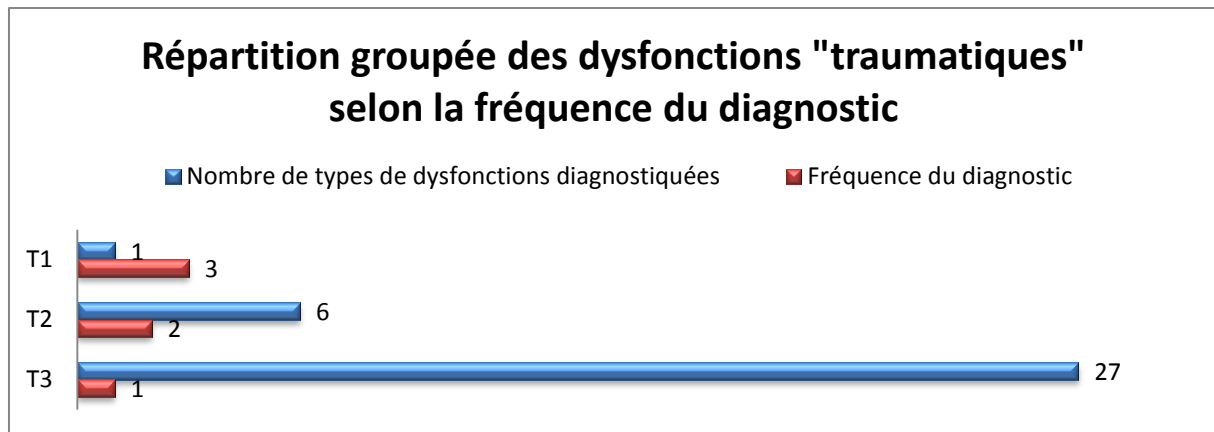 Répartition groupée des dysfonctions "traumatiques"
selon la fréquence du diagnostic
Nombre de types de dysfonctions diagnostiquées Fréquence du diagnostic
T1 1
3
T2 6
2
T3 27
1